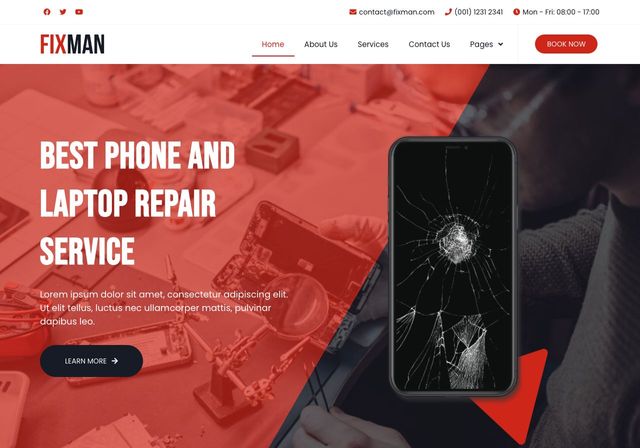 contact@fixman.com (001) 1231 2341 Mon - Fri: 08:00 - 17:00
FIXMAN
Home About Us Services Contact Us Pages BOOK NOW
BEST PHONE AND
LAPTOP REPAIR
SERVICE
Lorem ipsum dolor sit amet, consectetur adipiscing elit.
Ut elit tellus, luctus nec ullamcorper mattis, pulvinar
dapibus leo.
LEARN MORE